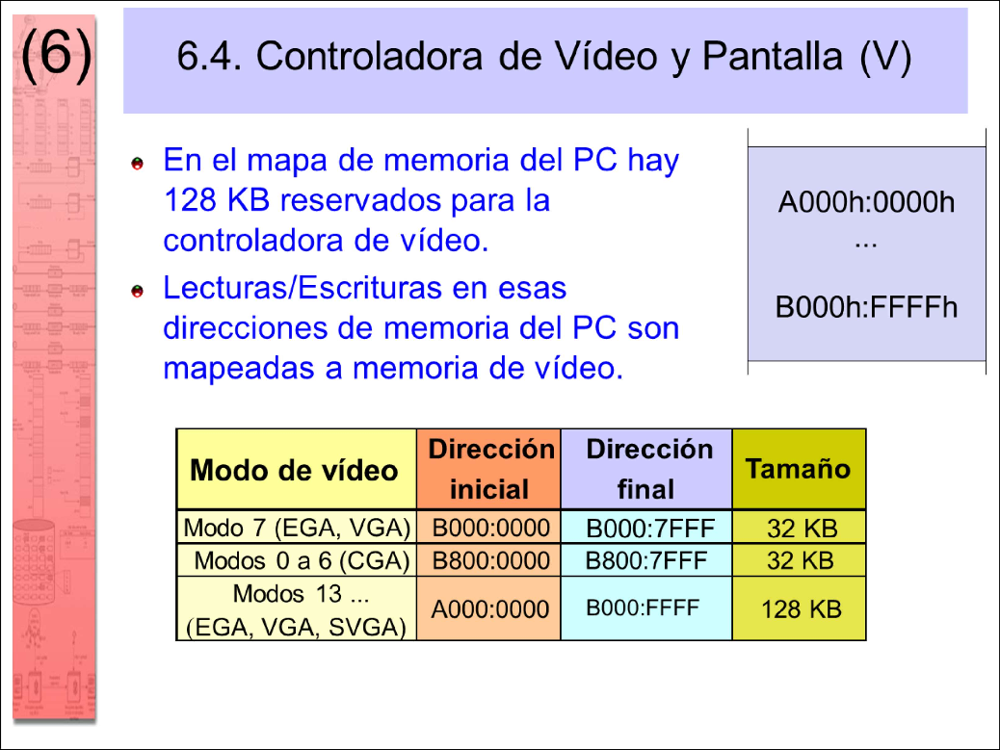 (6)
6.4. Controladora de Vídeo y Pantalla (V)
En el mapa de memoria del PC hay
128 KB reservados para la
controladora de vídeo.
Lecturas/Escrituras en esas
direcciones de memoria del PC son
mapeadas a memoria de vídeo.
A000h:0000h
...
B000h:FFFFh
Modo de vídeo Dirección inicial Dirección final Tamaño
Modo 7 (EGA, VGA) B000:0000 B000:7FFF 32 KB
Modos 0 a 6 (CGA) B800:0000 B800:7FFF 32 KB
Modos 13 ...
(EGA, VGA, SVGA) A000:0000 B000:FFFF 128 KB